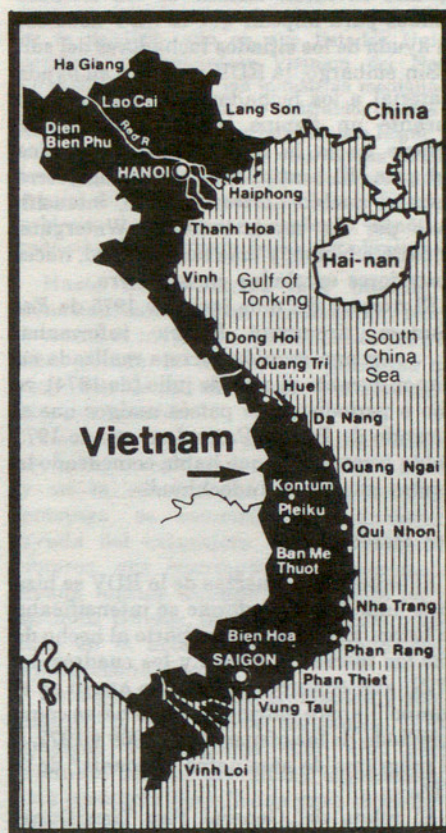 Ha Giang
Lao Cai
Lang Son
China
Dien
Bien Phu
Red R.
HANOI
Haiphong
Thanh Hoa
Hai-nan
Vinh
Gulf of
Tonking
South
China
Sea
Dong Hoi
Quang Tri
Hue
Da Nang
Vietnam
Quang Ngai
Kontum
Pleiku
Qui Nhon
Ban Me
Thuot
Nha Trang
Bien Hoa
Phan Rang
SAIGON
Phan Thiet
Vung Tau
Vinh Loi